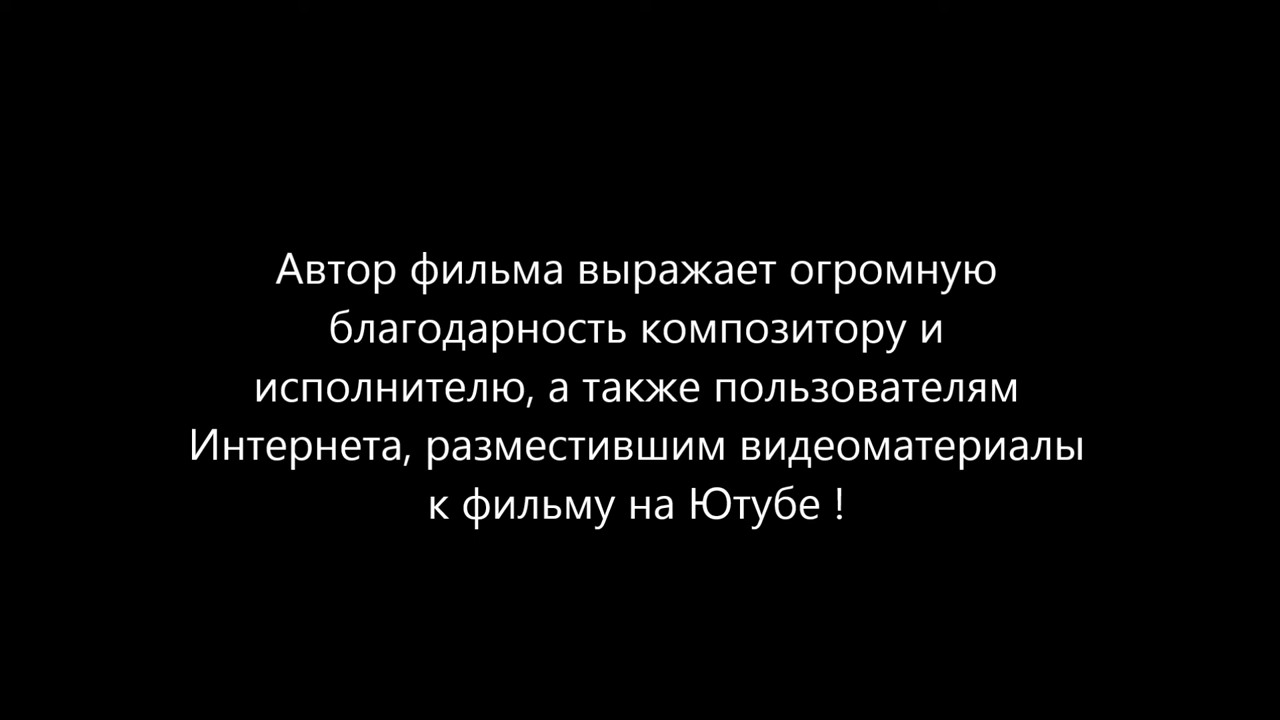 Автор фильма выражает огромную
благодарность композитору и
исполнителю, а также пользователям
Интернета, разместившим видеоматериалы
к фильму на Ютубе !